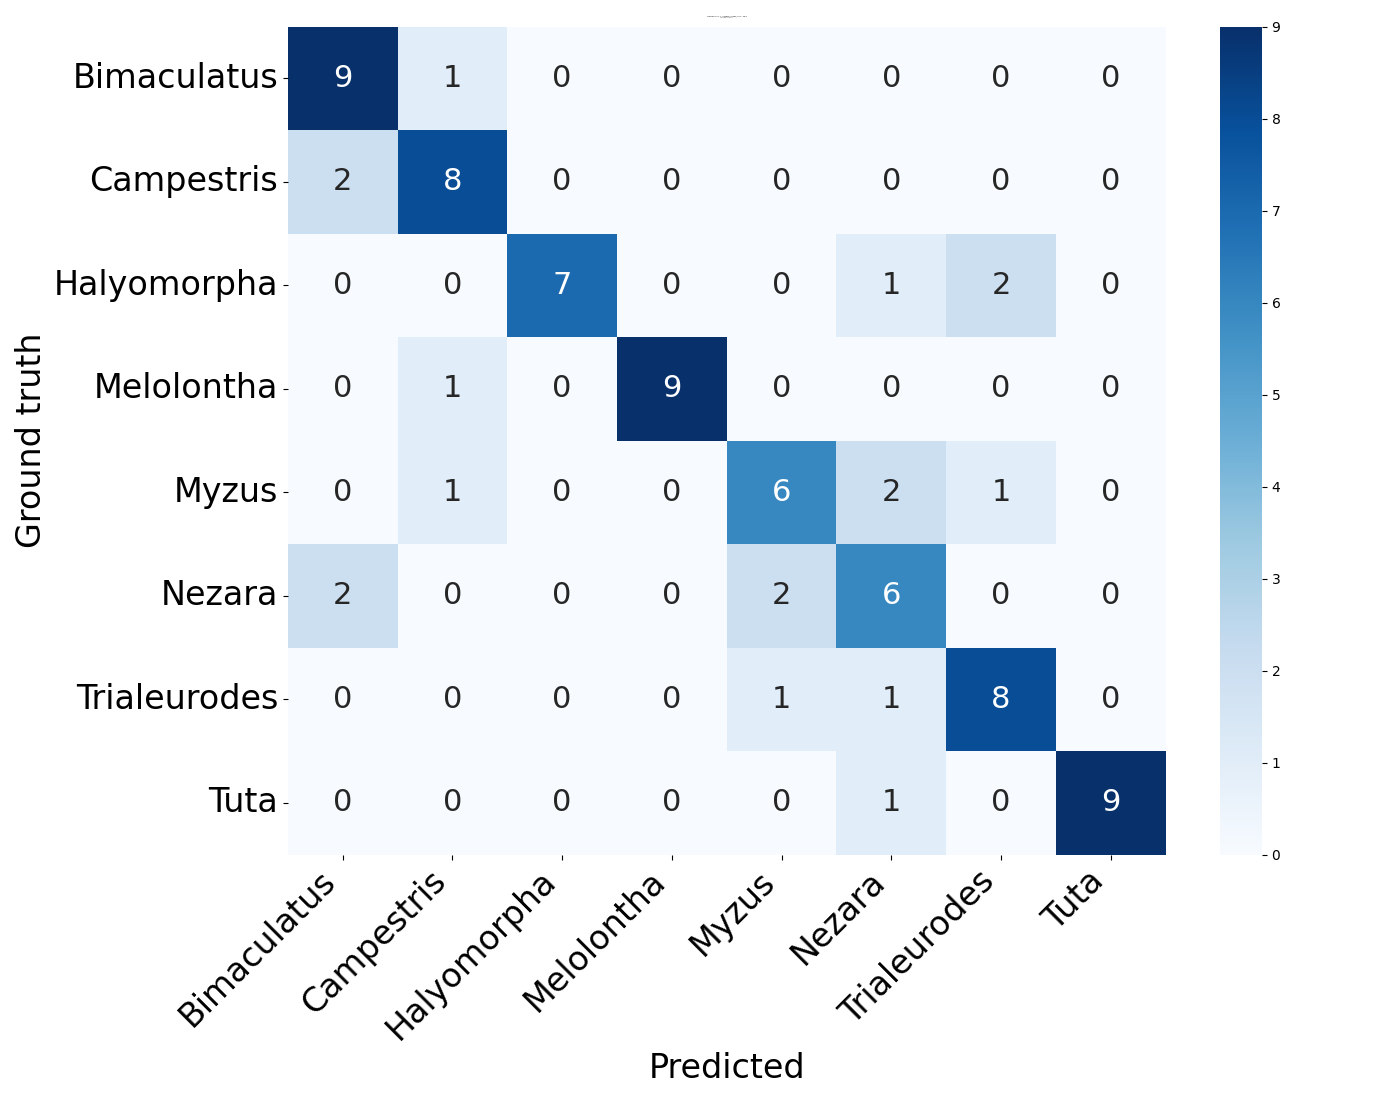 Bimaculatus 9 1 0 0 0 0 0 0
Campestris 2 8 0 0 0 0 0 0
Halyomorpha 0 0 7 0 0 1 2 0
Melolontha 0 1 0 9 0 0 0 0
Myzus 0 1 0 0 6 2 1 0
Nezara 2 0 0 0 2 6 0 0
Trialeurodes 0 0 0 0 1 1 8 0
Tuta 0 0 0 0 0 1 0 9
Ground truth
Bimaculatus Campestris Halyomorpha Melolontha Myzus Nezara Trialeurodes Tuta
Predicted
9
8
7
6
5
4
3
2
1
0